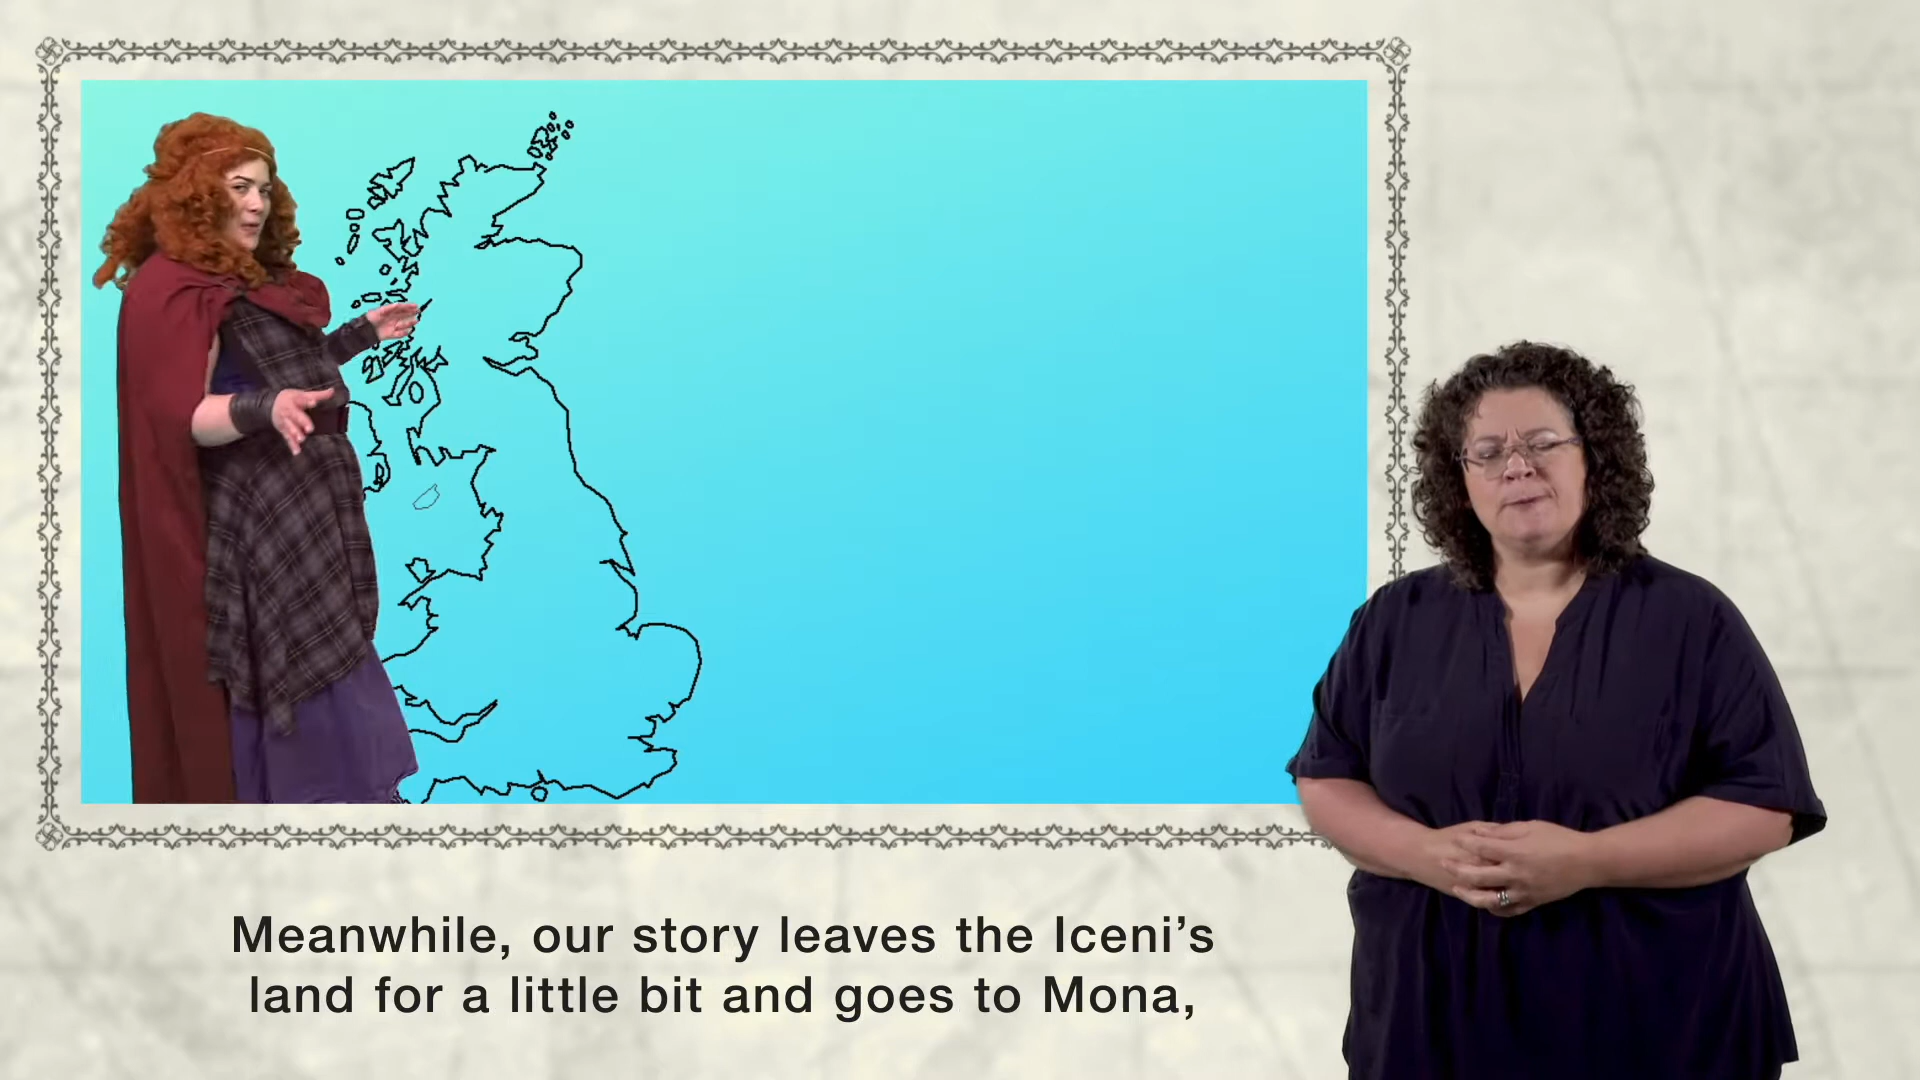 Meanwhile, our story leaves the Iceni’s
land for a little bit and goes to Mona,